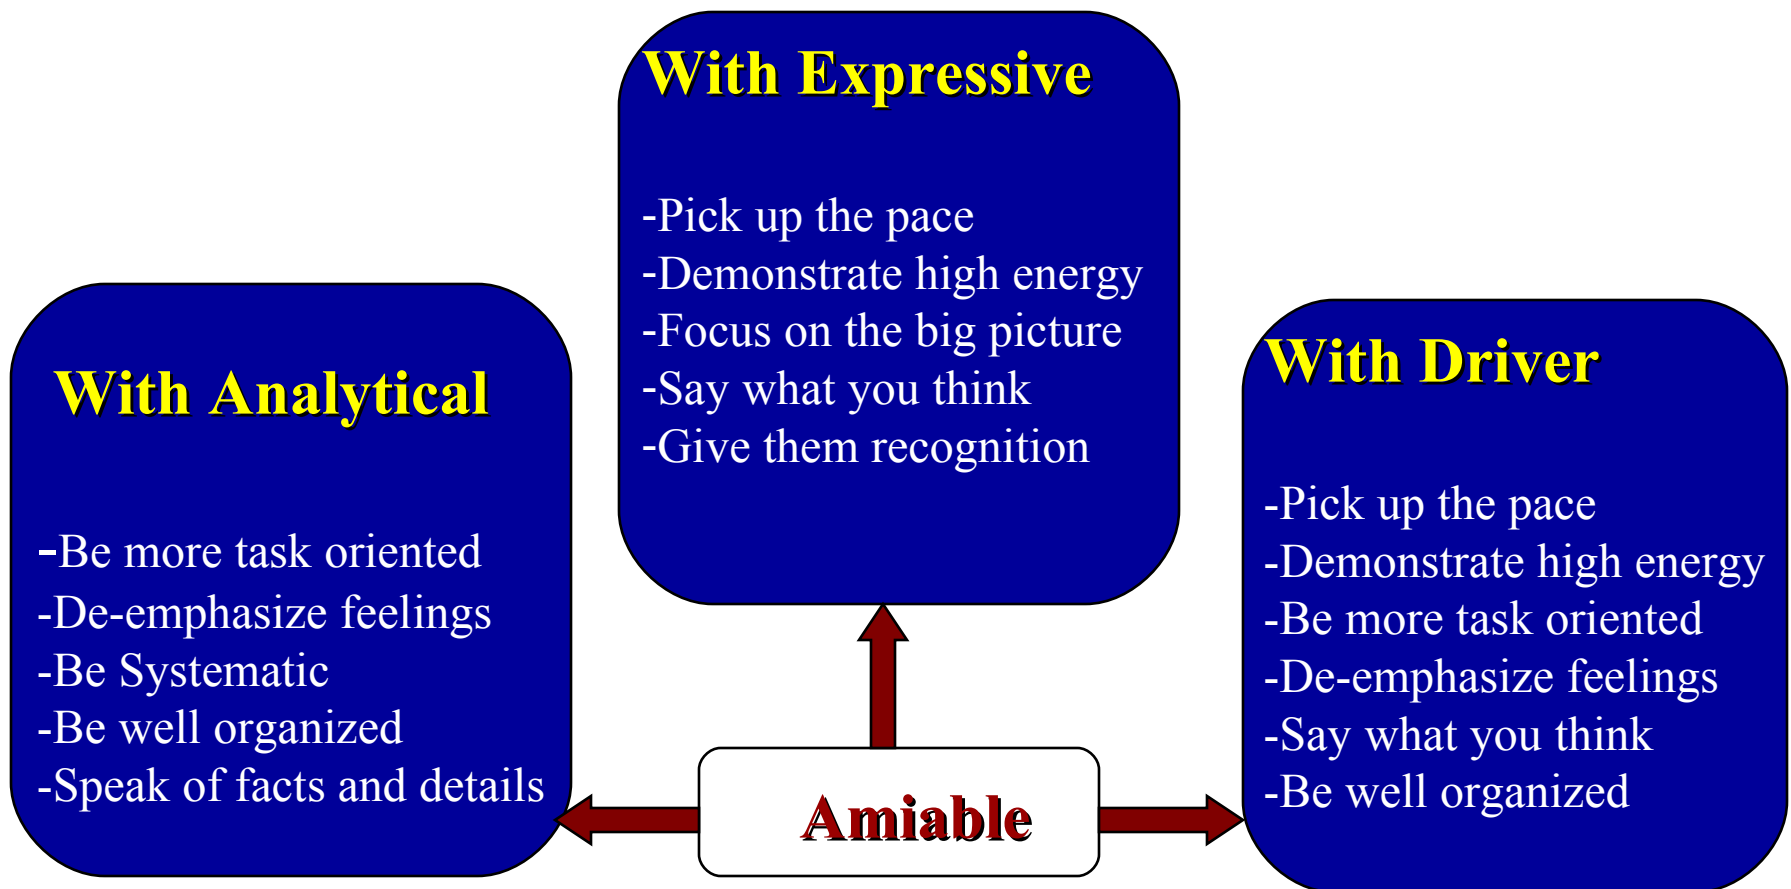 With Expressive
-Pick up the pace
-Demonstrate high energy
-Focus on the big picture
-Say what you think
-Give them recognition
With Analytical
-Be more task oriented
-De-emphasize feelings
-Be Systematic
-Be well organized
-Speak of facts and details
With Driver
-Pick up the pace
-Demonstrate high energy
-Be more task oriented
-De-emphasize feelings
-Say what you think
-Be well organized
Amiable